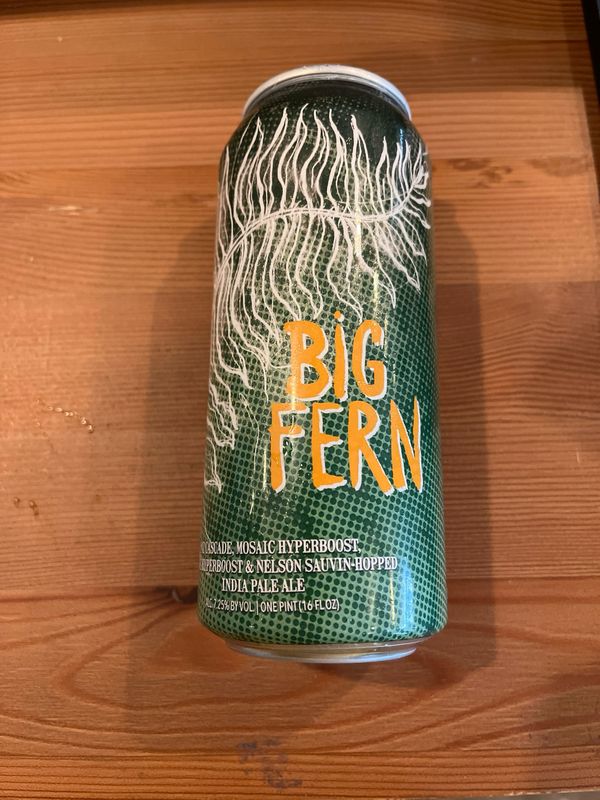 BiG
FERN
CASCADE, MOSAIC HYPERBOOST,
HYPERBOOST & NELSON SAUVIN-HOPPED
INDIA PALE ALE
ALC. 7.25% BY VOL. | ONE PINT (16 FL OZ)